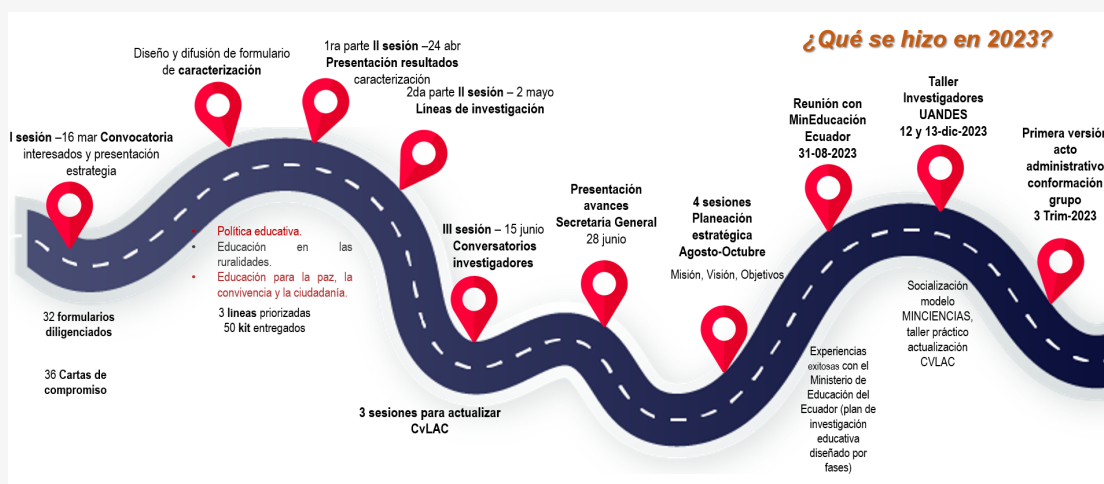 ¿Qué se hizo en 2023?
I sesión –16 mar Convocatoria
interesados y presentación
estrategia
Diseño y difusión de formulario
de caracterización
1ra parte II sesión –24 abr
Presentación resultados
caracterización
2da parte II sesión – 2 mayo
Líneas de investigación
• Política educativa.
• Educación en las
ruralidades.
• Educación para la paz, la
convivencia y la ciudadanía.
3 líneas priorizadas
50 kit entregados
32 formularios
diligenciados
36 Cartas de
compromiso
III sesión – 15 junio
Conversatorios
investigadores
3 sesiones para actualizar
CvLAC
Presentación
avances
Secretaría General
28 junio
4 sesiones
Planeación
estratégica
Agosto-Octubre
Misión, Visión, Objetivos
Reunión con
MinEducación
Ecuador
31-08-2023
Experiencias
exitosas con el
Ministerio de
Educación del
Ecuador (plan de
investigación
educativa
diseñado por
fases)
Taller
Investigadores
UANDES
12 y 13-dic-2023
Socialización
modelo
MINCIENCIAS,
taller práctico
actualización
CVLAC
Primera versión
acto
administrativo
conformación
grupo
3 Trim-2023